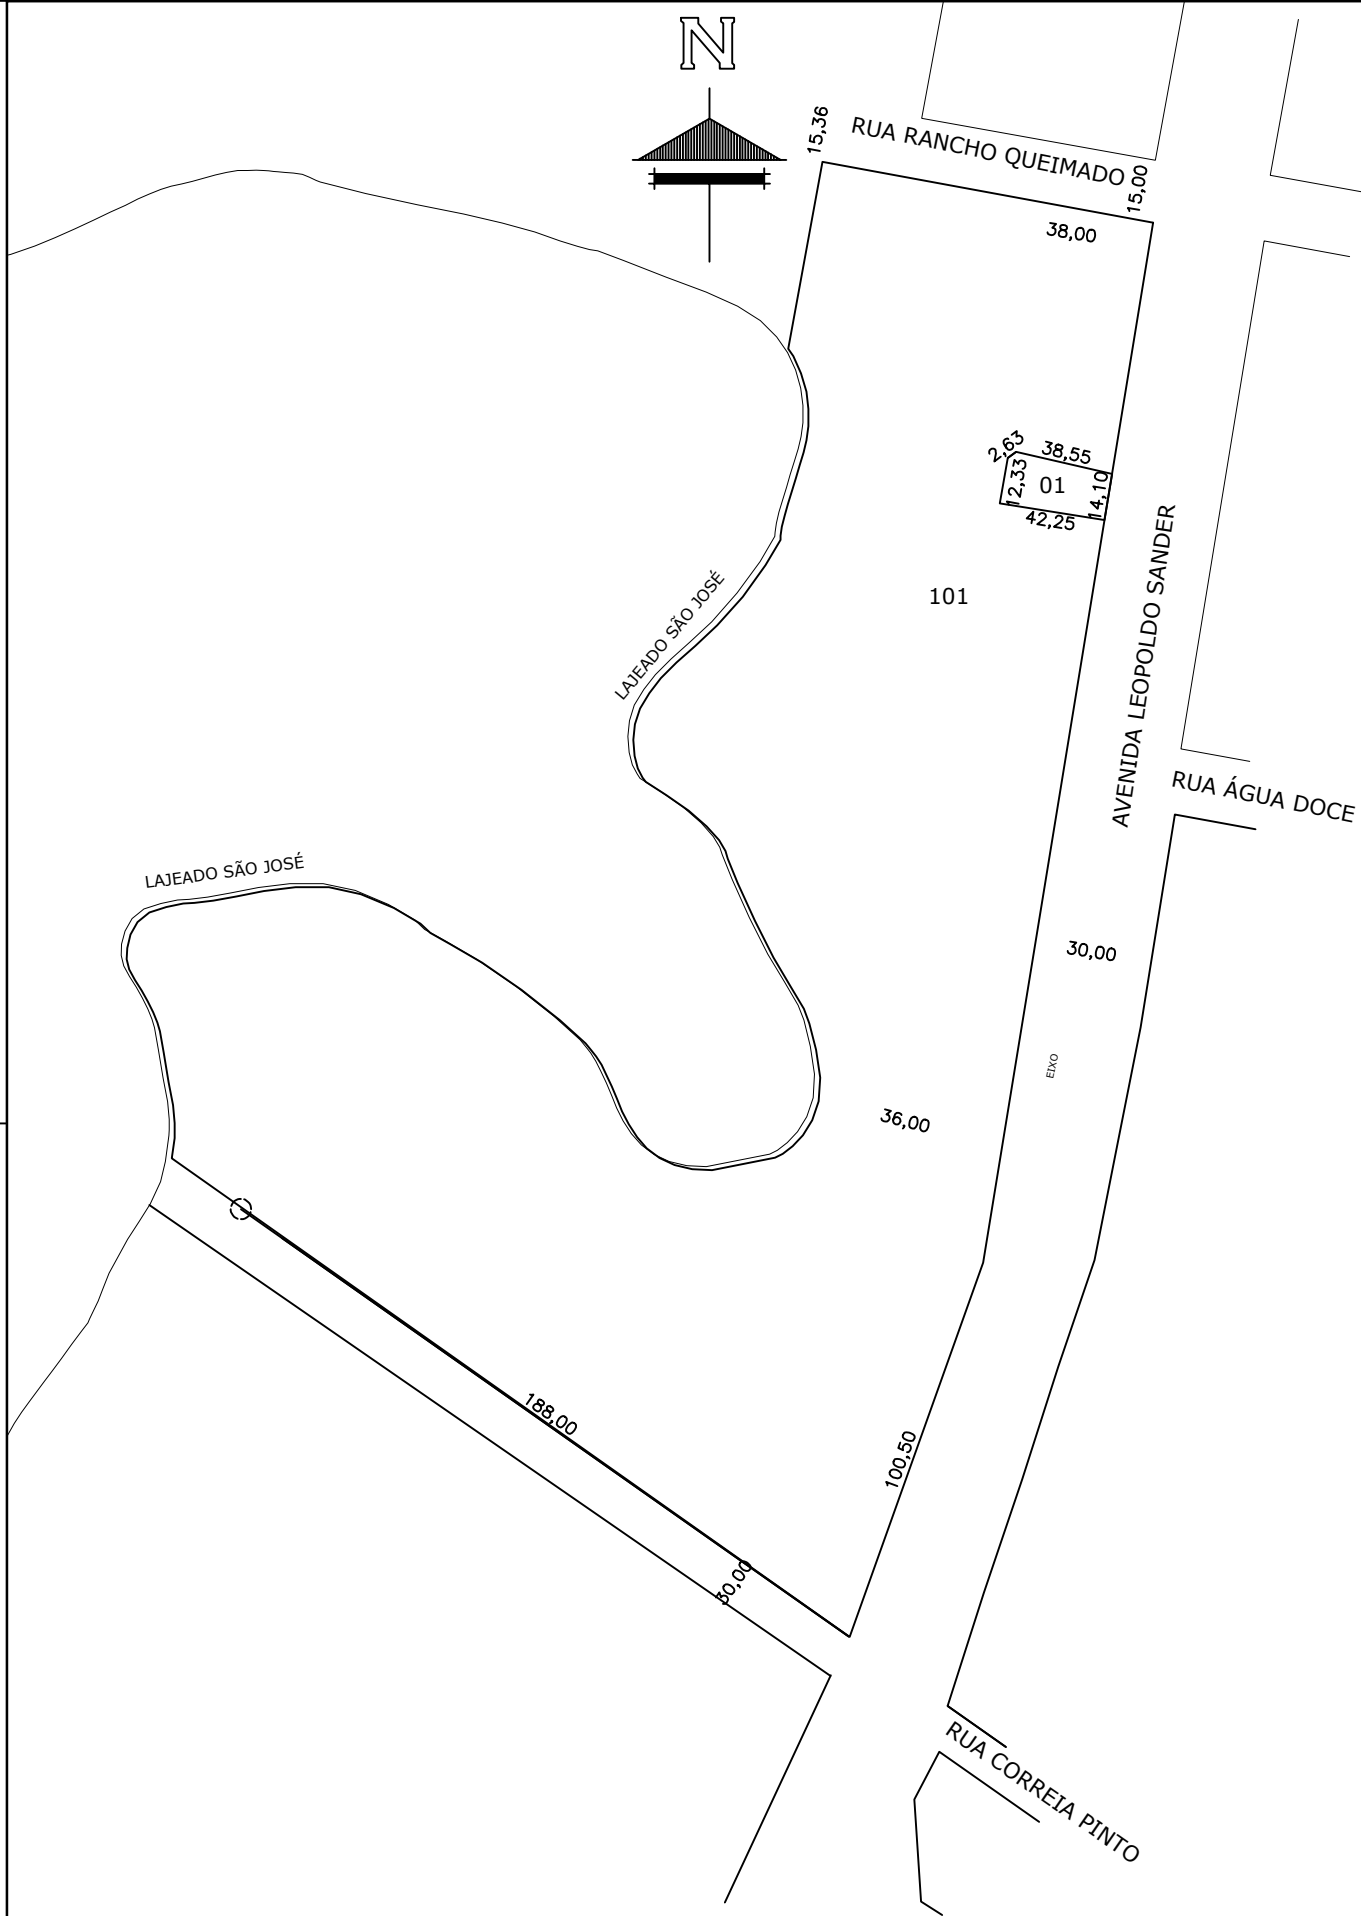 N
15,36
RUA RANCHO QUEIMADO
15,00
38,00
2,63
38,55
12,33
01
14,10
42,25
101
AVENIDA LEOPOLDO SANDER
LAJEADO SÃO JOSÉ
RUA ÁGUA DOCE
LAJEADO SÃO JOSÉ
30,00
EIXO
36,00
188,00
100,50
30,00
RUA CORREIA PINTO